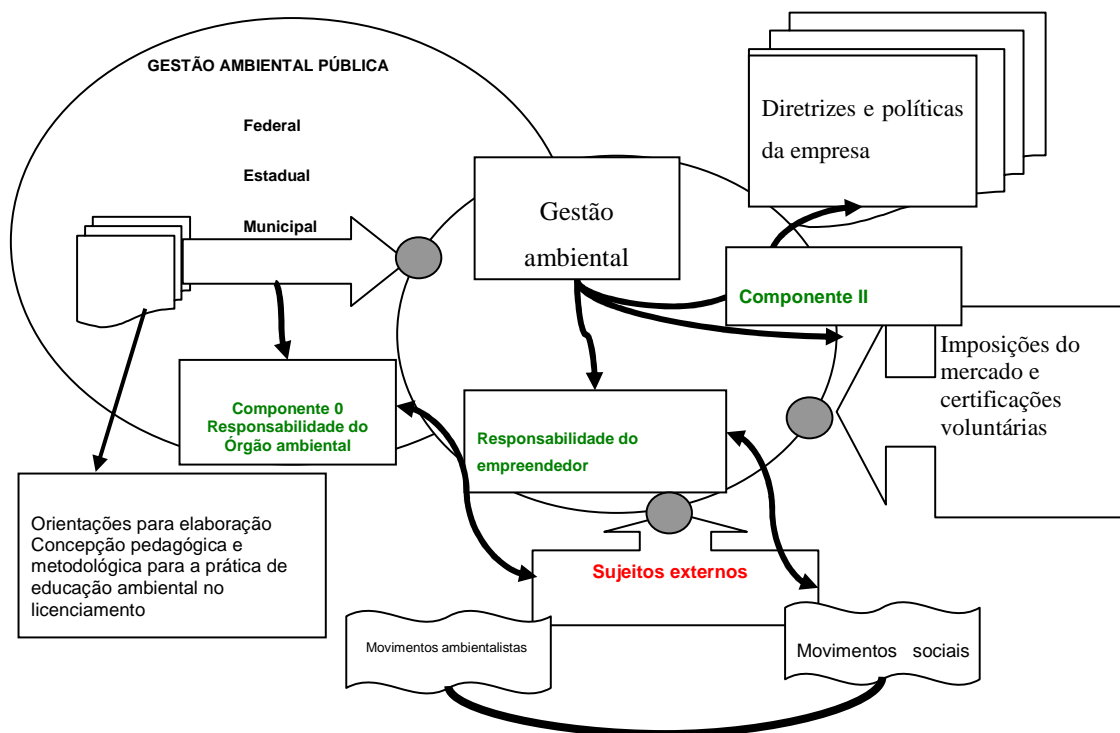 GESTÃO AMBIENTAL PÚBLICA
Federal
Estadual
Municipal
Diretrizes e políticas
da empresa
Gestão
ambiental
Componente II
Imposições do
mercado e
certificações
voluntárias
Componente 0
Responsabilidade do
Órgão ambiental
Responsabilidade do
empreendedor
Orientações para elaboração
Concepção pedagógica e
metodológica para a prática de
educação ambiental no
licenciamento
Sujeitos externos
Movimentos ambientalistas
Movimentos sociais